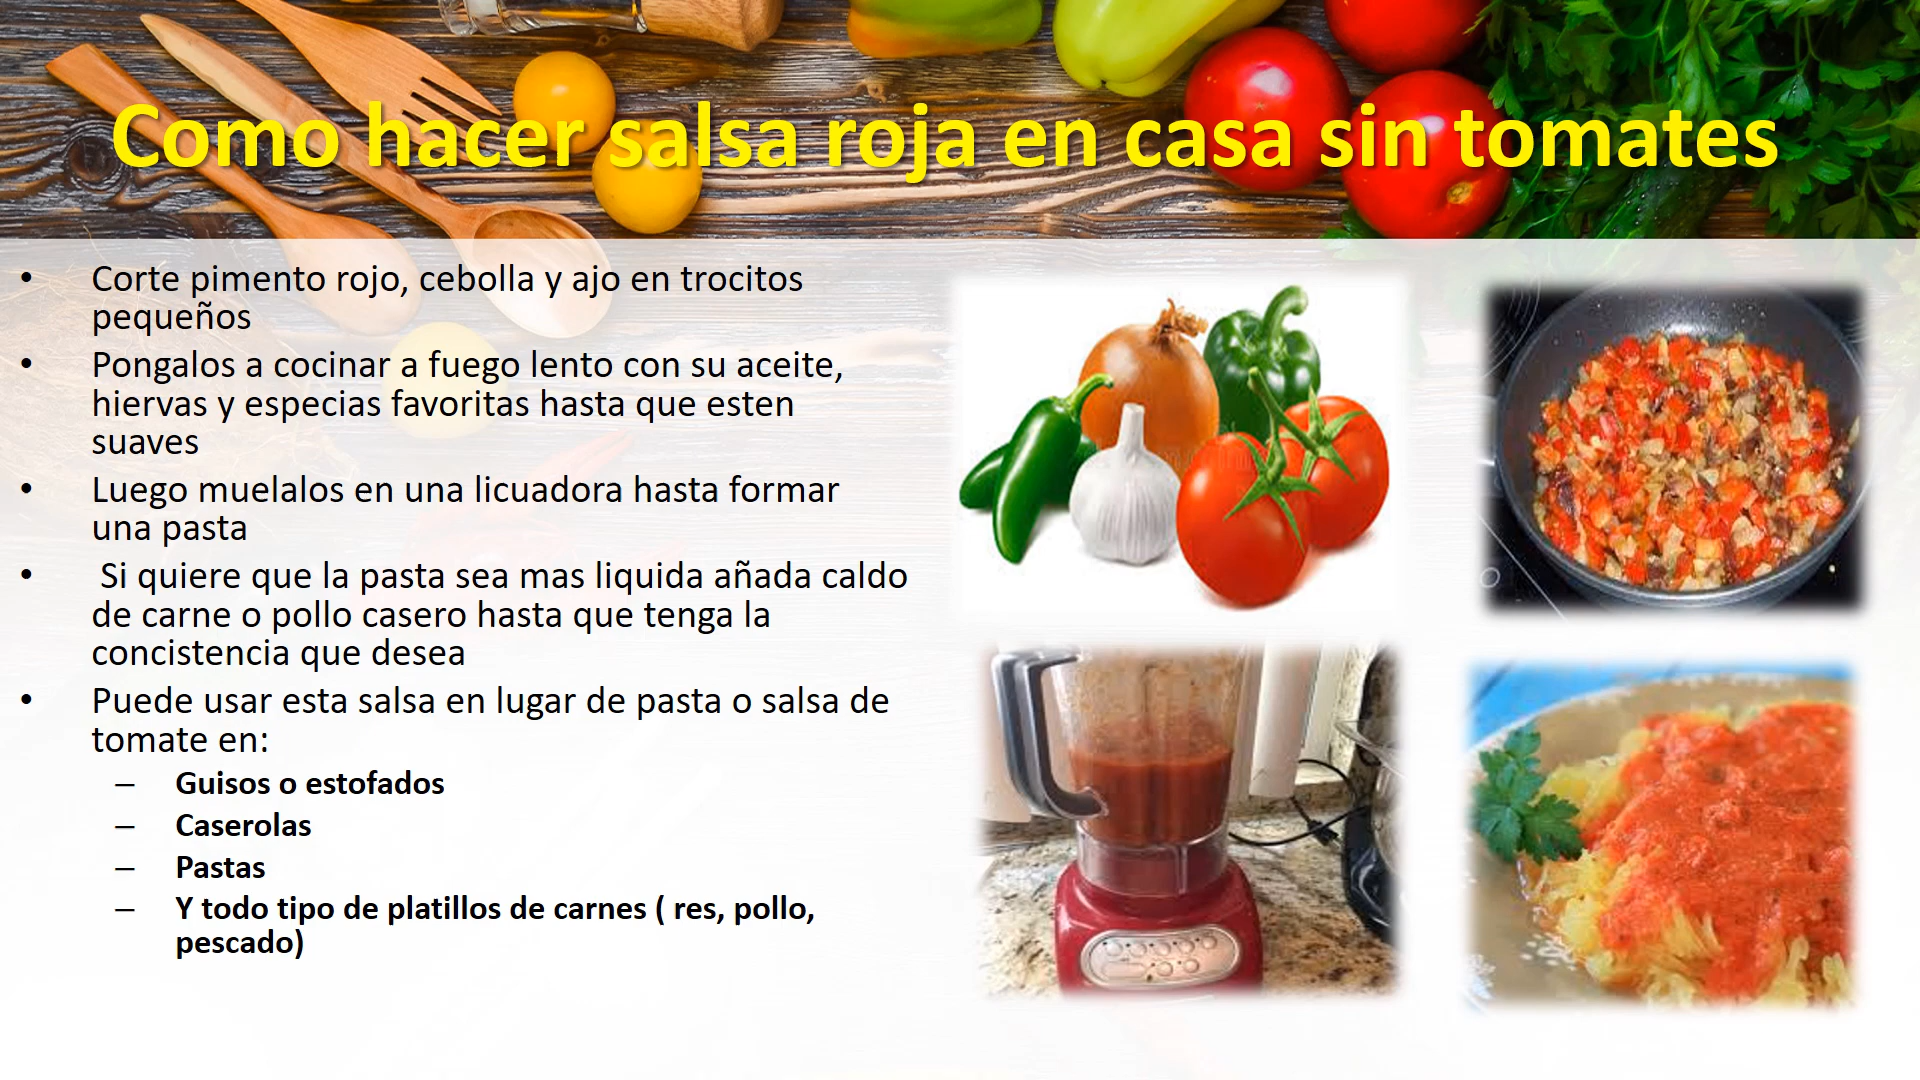 Como hacer salsa roja en casa sin tomates
• Corte pimento rojo, cebolla y ajo en trocitos
pequeños
• Pongalos a cocinar a fuego lento con su aceite,
hiervas y especias favoritas hasta que esten
suaves
• Luego muelalos en una licuadora hasta formar
una pasta
• Si quiere que la pasta sea mas liquida añada caldo
de carne o pollo casero hasta que tenga la
concistencia que desea
• Puede usar esta salsa en lugar de pasta o salsa de
tomate en:
– Guisos o estofados
– Caserolas
– Pastas
– Y todo tipo de platillos de carnes ( res, pollo,
pescado)